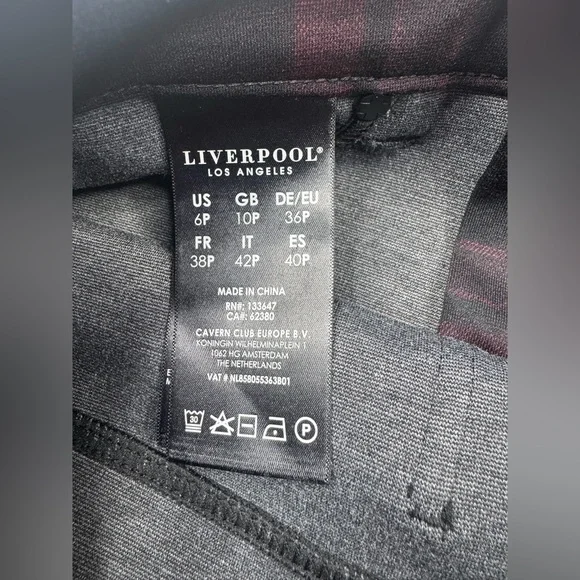 LIVERPOOL®
LOS ANGELES
US GB DE/EU
6P 10P 36P
FR IT ES
38P 42P 40P
MADE IN CHINA
RN#: 133647
CA#: 62380
CAVERN CLUB EUROPE B.V.
KONINGIN WILHELMINAPLEIN 1
1062 HG AMSTERDAM
THE NETHERLANDS
VAT # NL858055363B01
30 P